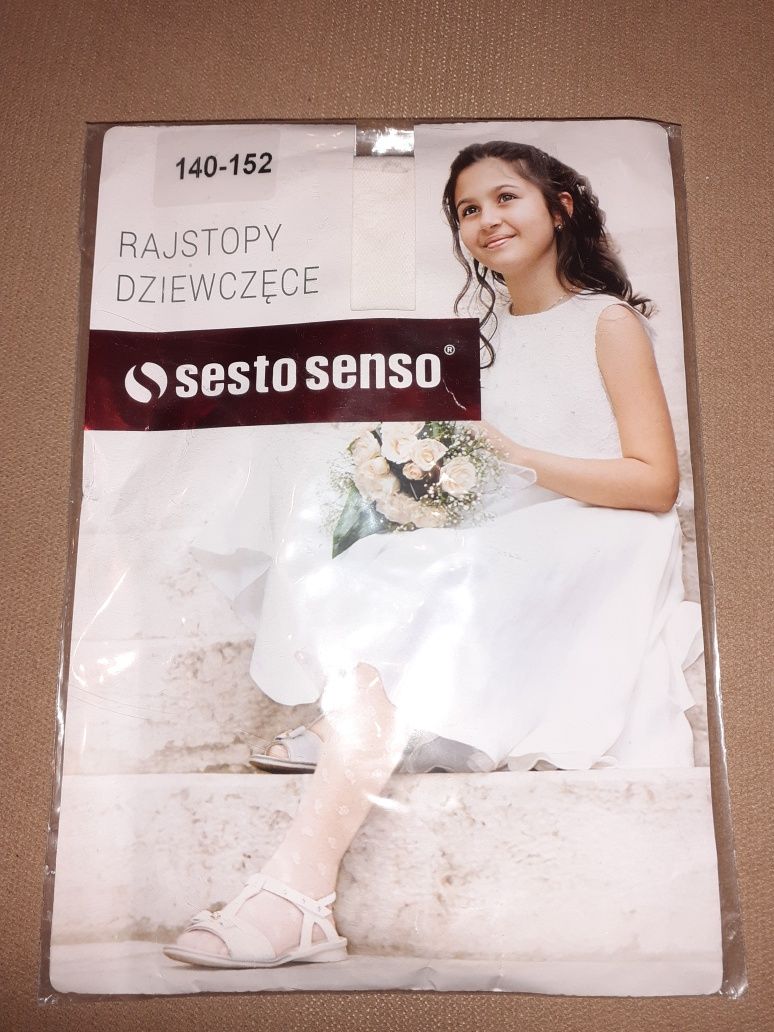 140-152
RAJSTOPY
DZIEWCZĘCE
sesto senso®